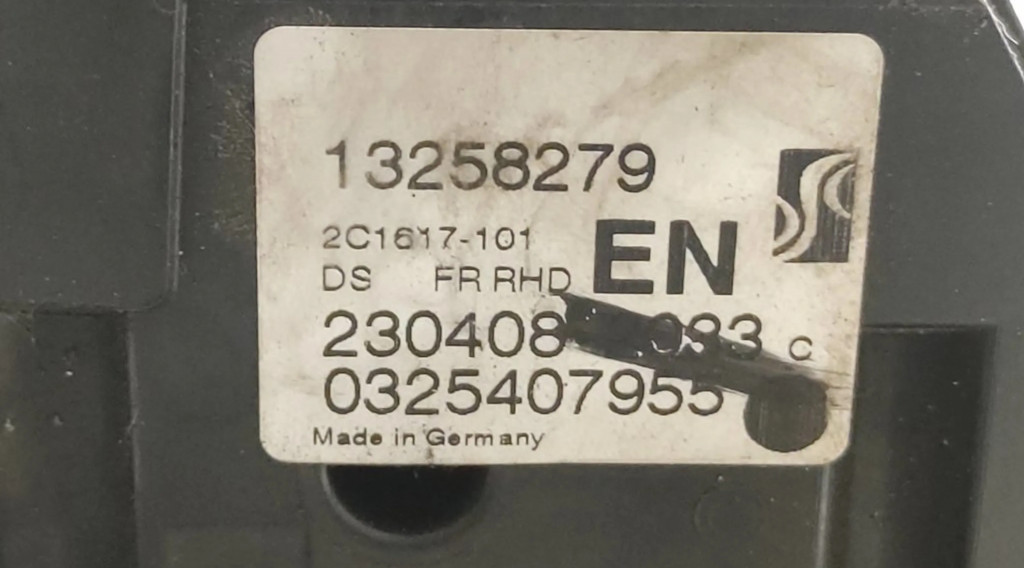 13258279
2C1617-101
EN
DS FR RHD
230408 C
0325407955
Made in Germany